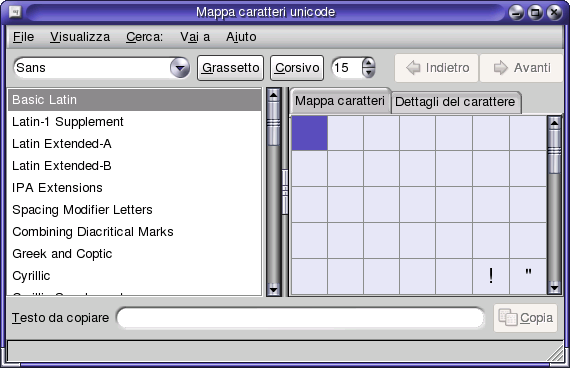 Mappa caratteri unicode
File Visualizza Cerca: Vai a Aiuto
Sans Grassetto Corsivo 15 Indietro Avanti
Basic Latin
Latin-1 Supplement
Latin Extended-A
Latin Extended-B
IPA Extensions
Spacing Modifier Letters
Combining Diacritical Marks
Greek and Coptic
Cyrillic
Mappa caratteri Dettagli del carattere
! "
Testo da copiare Copia